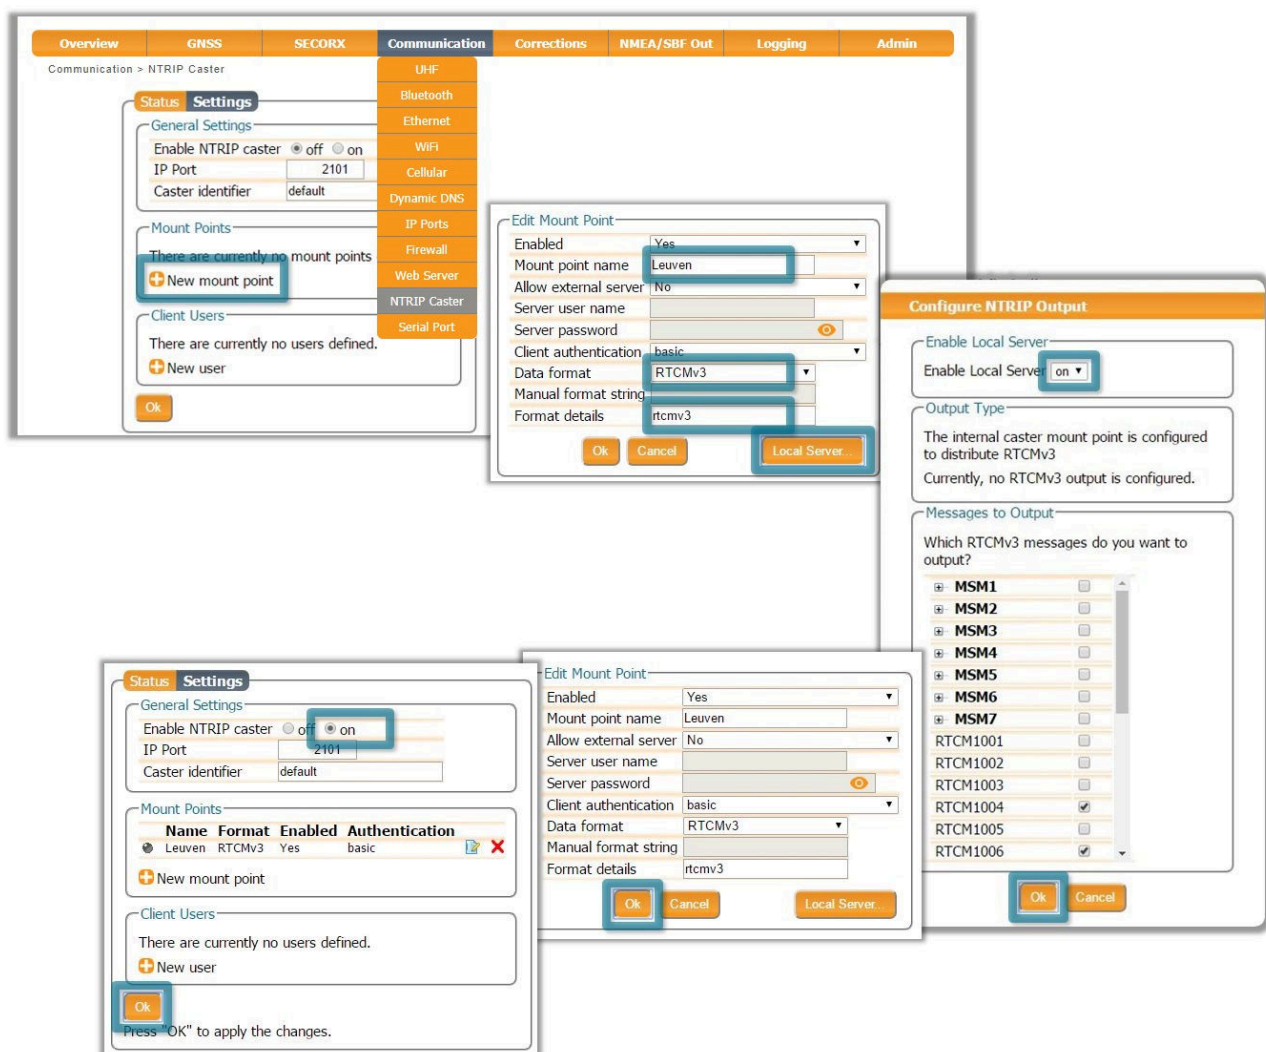 Overview GNSS SECORX Communication Corrections NMEA/SBF Out Logging Admin
Communication > NTRIP Caster
UHF
Bluetooth
Ethernet
WiFi
Cellular
Dynamic DNS
IP Ports
Firewall
Web Server
NTRIP Caster
Serial Port
Status Settings
General Settings
Enable NTRIP caster off on
IP Port 2101
Caster identifier default
Mount Points
There are currently no mount points
New mount point
Client Users
There are currently no users defined.
New user
Ok
Edit Mount Point
Enabled Yes
Mount point name Leuven
Allow external server No
Server user name
Server password
Client authentication basic
Data format RTCMv3
Manual format string
Format details rtcmv3
Ok Cancel Local Server...
Configure NTRIP Output
Enable Local Server
Enable Local Server on
Output Type
The internal caster mount point is configured
to distribute RTCMv3
Currently, no RTCMv3 output is configured.
Messages to Output
Which RTCMv3 messages do you want to
output?
MSM1
MSM2
MSM3
MSM4
MSM5
MSM6
MSM7
RTCM1001
RTCM1002
RTCM1003
RTCM1004
RTCM1005
RTCM1006
Ok Cancel
Edit Mount Point
Enabled Yes
Mount point name Leuven
Allow external server No
Server user name
Server password
Client authentication basic
Data format RTCMv3
Manual format string
Format details rtcmv3
Ok Cancel Local Server...
Status Settings
General Settings
Enable NTRIP caster off on
IP Port 2101
Caster identifier default
Mount Points
Name Format Enabled Authentication
Leuven RTCMv3 Yes basic
New mount point
Client Users
There are currently no users defined.
New user
Ok
Press "OK" to apply the changes.